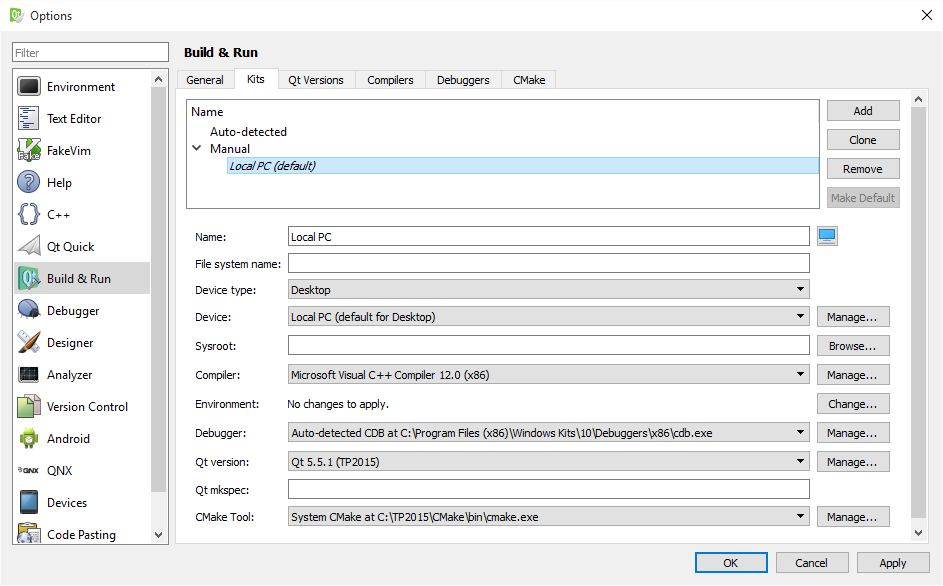 Options
Filter
Environment
Text Editor
FakeVim
Help
C++
Qt Quick
Build & Run
Debugger
Designer
Analyzer
Version Control
Android
QNX
Devices
Code Pasting
Build & Run
General Kits Qt Versions Compilers Debuggers CMake
Name
Auto-detected
Manual
Local PC (default)
Add
Clone
Remove
Make Default
Name: Local PC
File system name:
Device type: Desktop
Device: Local PC (default for Desktop) Manage...
Sysroot: Browse...
Compiler: Microsoft Visual C++ Compiler 12.0 (x86) Manage...
Environment: No changes to apply. Change...
Debugger: Auto-detected CDB at C:\Program Files (x86)\Windows Kits\10\Debuggers\x86\cdb.exe Manage...
Qt version: Qt 5.5.1 (TP2015) Manage...
Qt mkspec:
CMake Tool: System CMake at C:\TP2015\CMake\bin\cmake.exe Manage...
OK Cancel Apply